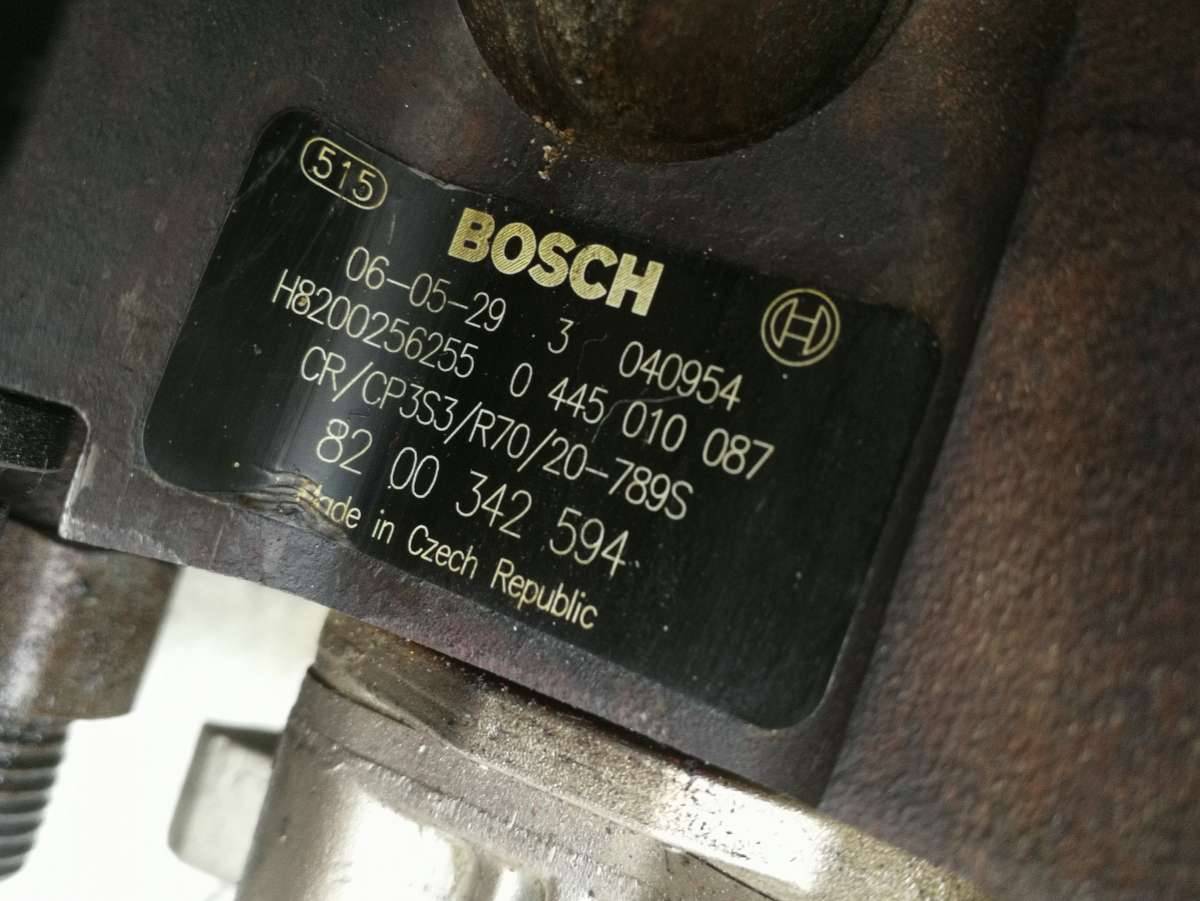 515
BOSCH
06-05-29 3 040954
H8200256255 0 445 010 087
CR/CP3S3/R70/20-789S
82 00 342 594
Made in Czech Republic